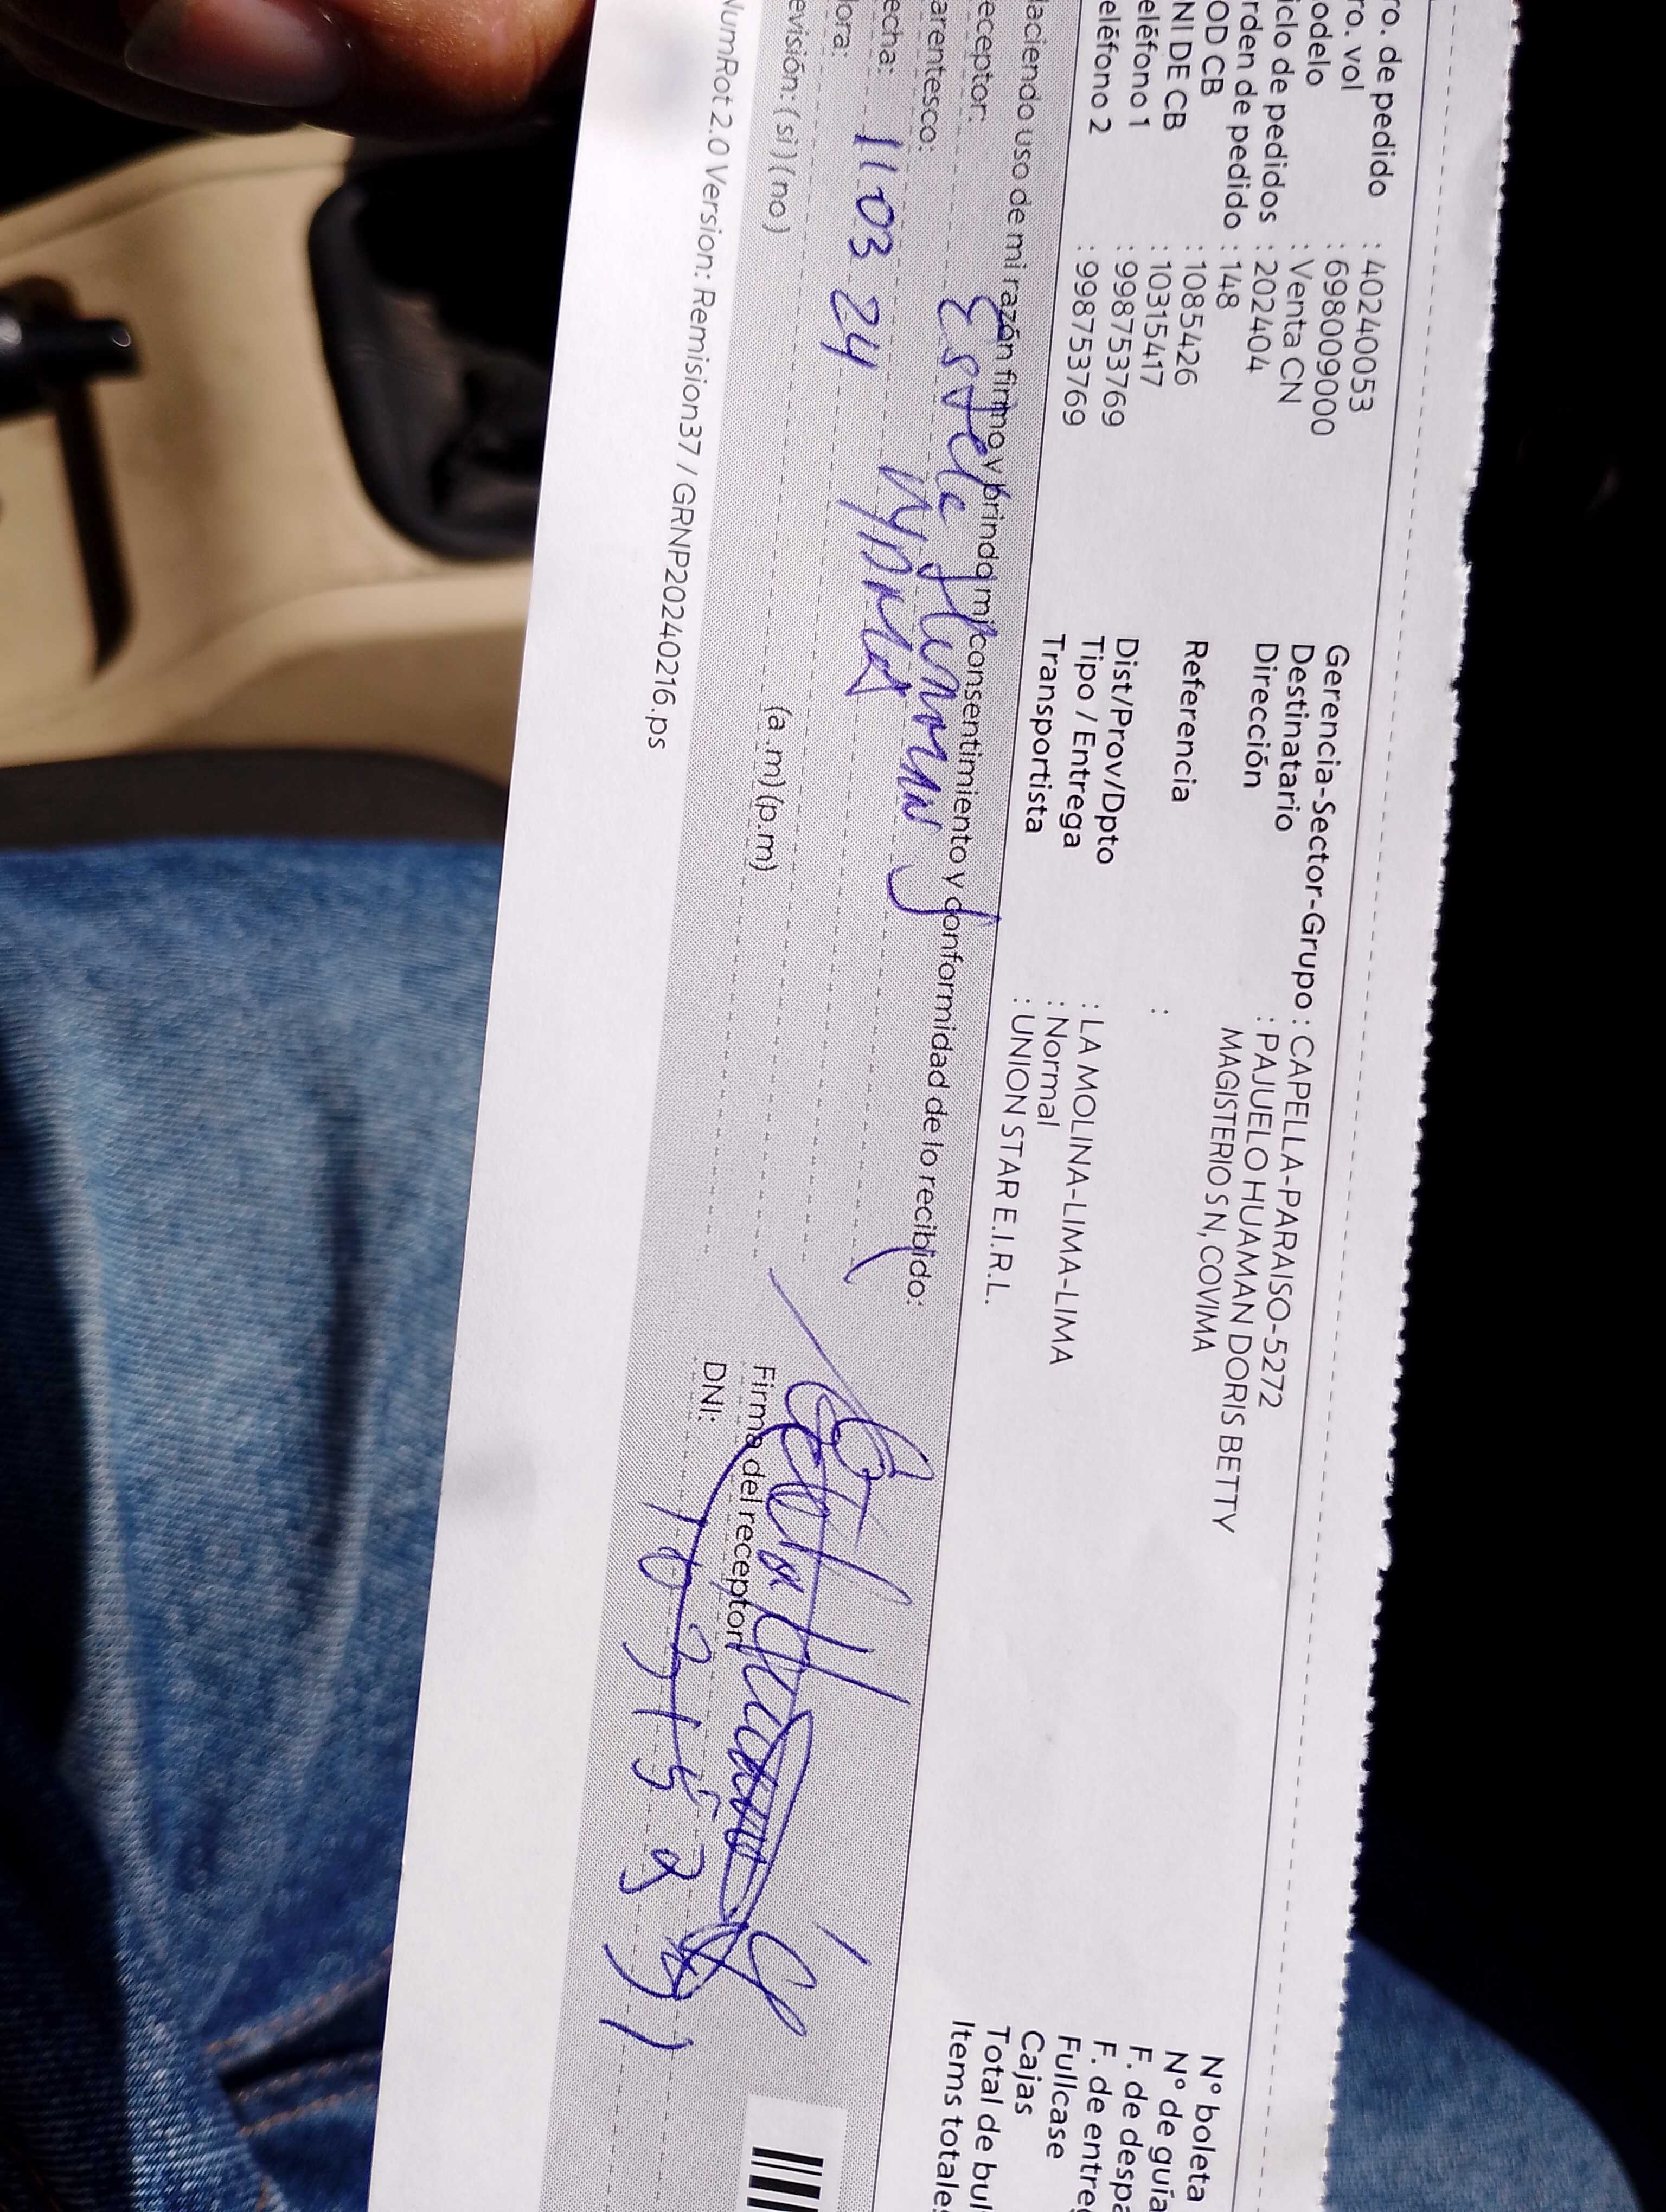 ro. de pedido : 402400053
ro. vol : 6980009000
odelo : Venta CN
iclo de pedidos : 202404
rden de pedido : 148
OD CB : 1085426
NI DE CB : 10315417
eléfono 1 : 998753769
eléfono 2 : 998753769
Gerencia-Sector-Grupo : CAPELLA-PARAISO-5272
Destinatario : PAJUELO HUAMAN DORIS BETTY
Dirección MAGISTERIO S N, COVIMA
Referencia :
Dist/Prov/Dpto : LA MOLINA-LIMA-LIMA
Tipo / Entrega : Normal
Transportista : UNION STAR E.I.R.L.
Nº boleta
Nº de guía
F. de despa
F. de entreg
Fullcase
Cajas
Total de bul
Items totale
aciendo uso de mi razón firmo y brindo mi consentimiento y conformidad de lo recibido:
eceptor: Estela Huaman
arentesco:
echa: 11 03 24
ora: (a.m) (p.m)
evisión: ( si ) ( no )
Firma del receptor
DNI:
NumRot 2.0 Version: Remision37 / GRNP20240216.ps